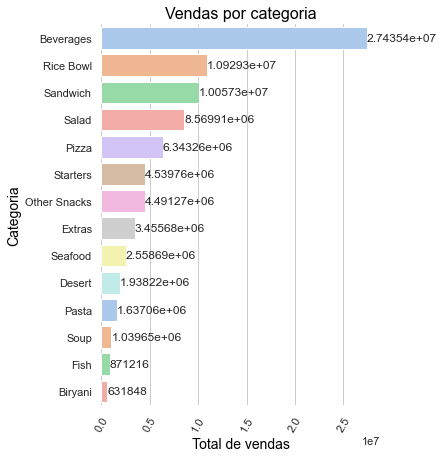 Vendas por categoria
Categoria
Beverages 2.74354e+07
Rice Bowl 1.09293e+07
Sandwich 1.00573e+07
Salad 8.56991e+06
Pizza 6.34326e+06
Starters 4.53976e+06
Other Snacks 4.49127e+06
Extras 3.45568e+06
Seafood 2.55869e+06
Desert 1.93822e+06
Pasta 1.63706e+06
Soup 1.03965e+06
Fish 871216
Biryani 631848
0.0 0.5 1.0 1.5 2.0 2.5
1e7
Total de vendas